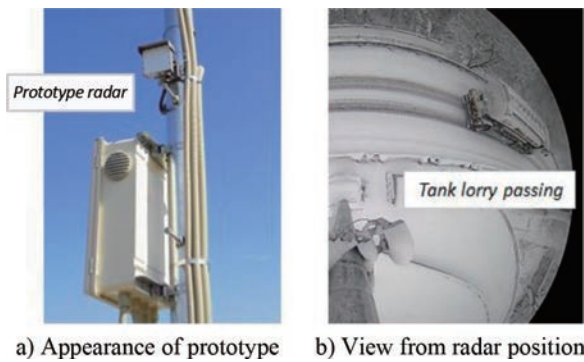 Prototype radar
Tank lorry passing
a) Appearance of prototype
b) View from radar position